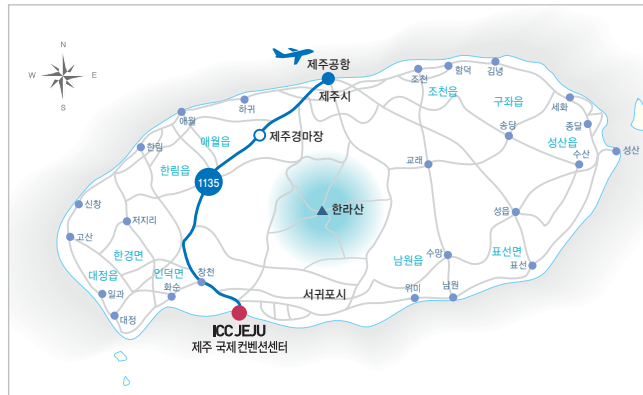 N
W
E
S
제주공항
제주시
조천
함덕
김녕
조천읍
구좌읍
세화
하귀
애월
애월읍
제주경마장
송당
종달
성산읍
한림
한림읍
1135
교래
수산
성산
신창
저지리
한라산
성읍
고산
한경면
대정읍
안덕면
창천
화순
남원읍
수망
표선면
표선
일과
대정
서귀포시
위미
남원
ICC JEJU
제주 국제컨벤션센터